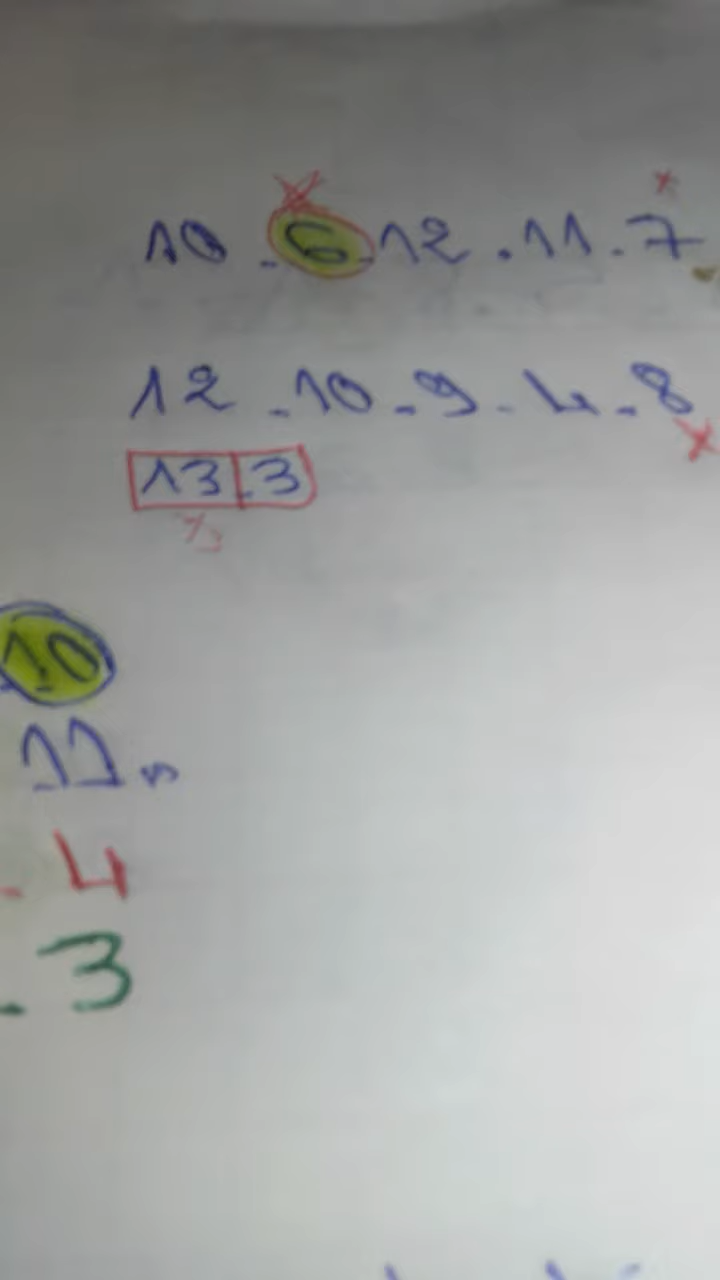 10 . 6 . 12 . 11 . 7
12 . 10 . 9 . 4 . 8
13 . 3
10
11 .
. 4
. 3